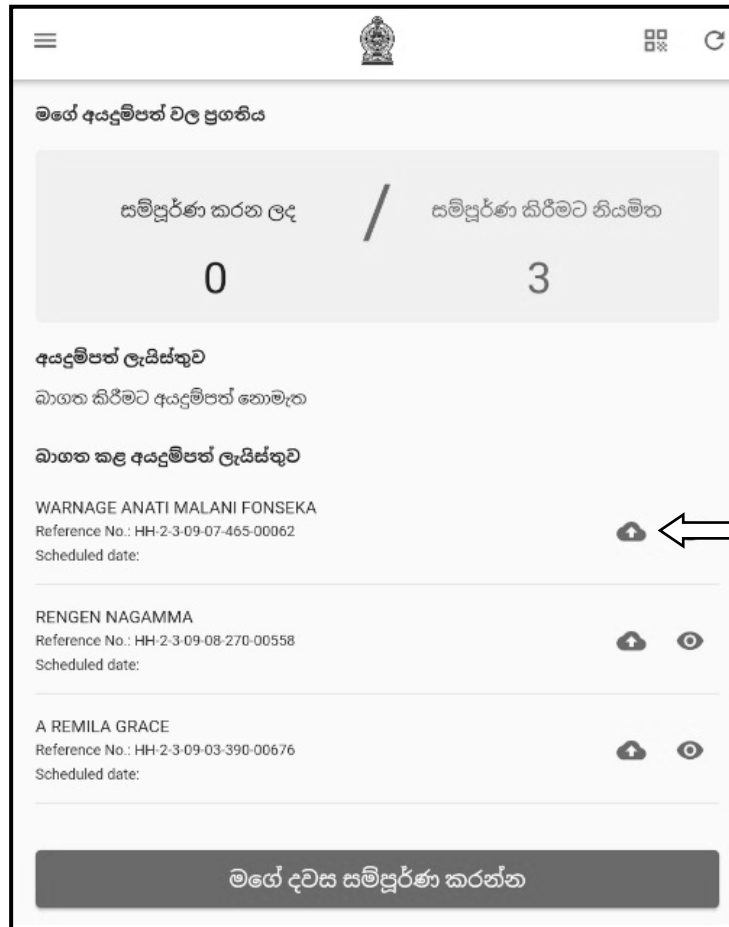 මගේ අයදුම්පත් වල ප්‍රගතිය
සම්පූර්ණ කරන ලද / සම්පූර්ණ කිරීමට නියමිත
0 3
අයදුම්පත් ලැයිස්තුව
බාගත කිරීමට අයදුම්පත් නොමැත
බාගත කළ අයදුම්පත් ලැයිස්තුව
WARNAGE ANATI MALANI FONSEKA
Reference No.: HH-2-3-09-07-465-00062
Scheduled date:
RENGEN NAGAMMA
Reference No.: HH-2-3-09-08-270-00558
Scheduled date:
A REMILA GRACE
Reference No.: HH-2-3-09-03-390-00676
Scheduled date:
මගේ දවස සම්පූර්ණ කරන්න